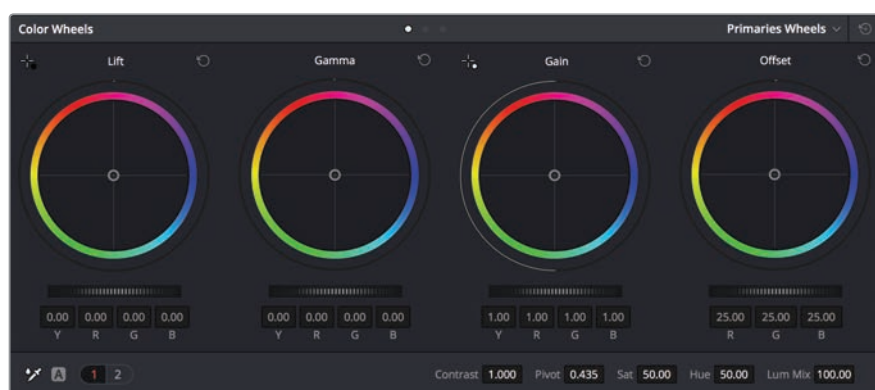 Color Wheels Primaries Wheels
Lift Gamma Gain Offset
0.00 0.00 0.00 0.00 0.00 0.00 0.00 0.00 1.00 1.00 1.00 1.00 25.00 25.00 25.00
Y R G B Y R G B Y R G B R G B
A 1 2 Contrast 1.000 Pivot 0.435 Sat 50.00 Hue 50.00 Lum Mix 100.00